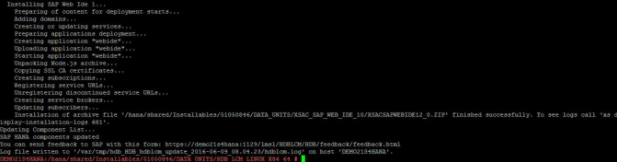 Installing SAP Web Ide 1...
Preparing of content for deployment starts...
Adding domains...
Creating or updating services...
Preparing applications deployment...
Creating application "webide"...
Uploading application "webide"...
Starting application "webide"...
Unpacking Node.js archive...
Copying SSL CA certificates...
Creating subscriptions...
Registering service URLs...
Unregistering discontinued service URLs...
Creating service brokers...
Updating subscribers...
Installation of archive file '/hana/shared/Installables/51050846/DATA_UNITS/XSAC_SAP_WEB_IDE_10/XSACSAPWEBIDE12_0.ZIP' finished successfully. To see logs call 'xs d
isplay-installation-logs 681'.
Updating Component List...
SAP HANA components updated
You can send feedback to SAP with this form: https://demo2194hana:1129/lmsl/HDBLCM/HDB/feedback/feedback.html
Log file written to '/var/tmp/hdb_HDB_hdblcm_update_2016-06-09_08.04.23/hdblcm.log' on host 'DEMO2194HANA'.
DEMO2194HANA:/hana/shared/Installables/51050846/DATA_UNITS/HDB_LCM_LINUX_X86_64 #